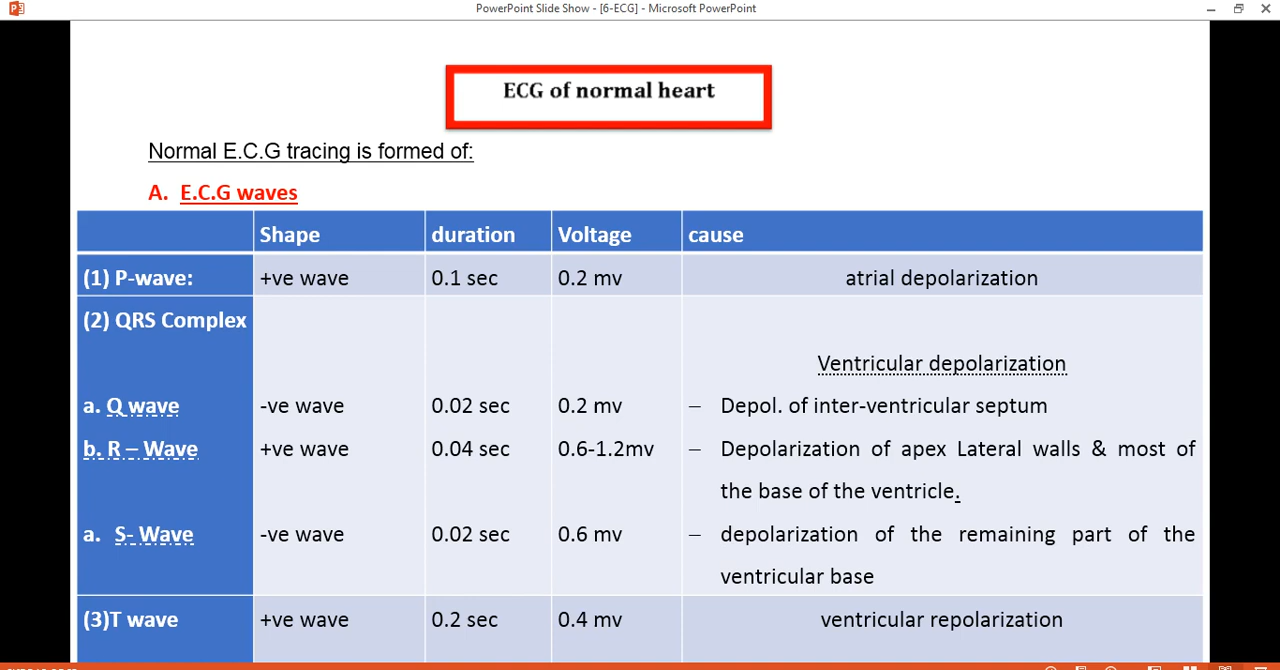 PowerPoint Slide Show - [6-ECG] - Microsoft PowerPoint
ECG of normal heart
Normal E.C.G tracing is formed of:
A. E.C.G waves
Shape duration Voltage cause
(1) P-wave: +ve wave 0.1 sec 0.2 mv atrial depolarization
(2) QRS Complex
Ventricular depolarization
a. Q wave -ve wave 0.02 sec 0.2 mv – Depol. of inter-ventricular septum
b. R – Wave +ve wave 0.04 sec 0.6-1.2mv – Depolarization of apex Lateral walls & most of
the base of the ventricle.
a. S- Wave -ve wave 0.02 sec 0.6 mv – depolarization of the remaining part of the
ventricular base
(3)T wave +ve wave 0.2 sec 0.4 mv ventricular repolarization